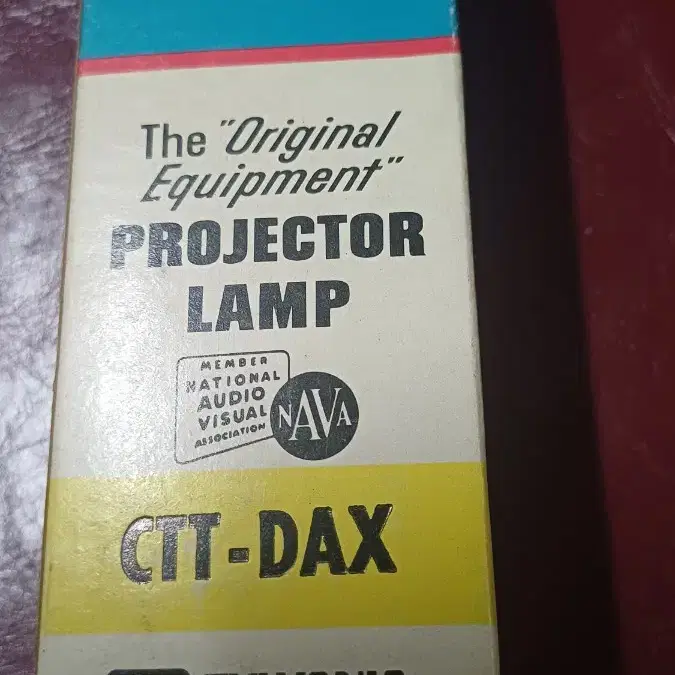 The "Original
Equipment"
PROJECTOR
LAMP
MEMBER
NATIONAL
AUDIO
VISUAL
ASSOCIATION
NAVA
CTT-DAX